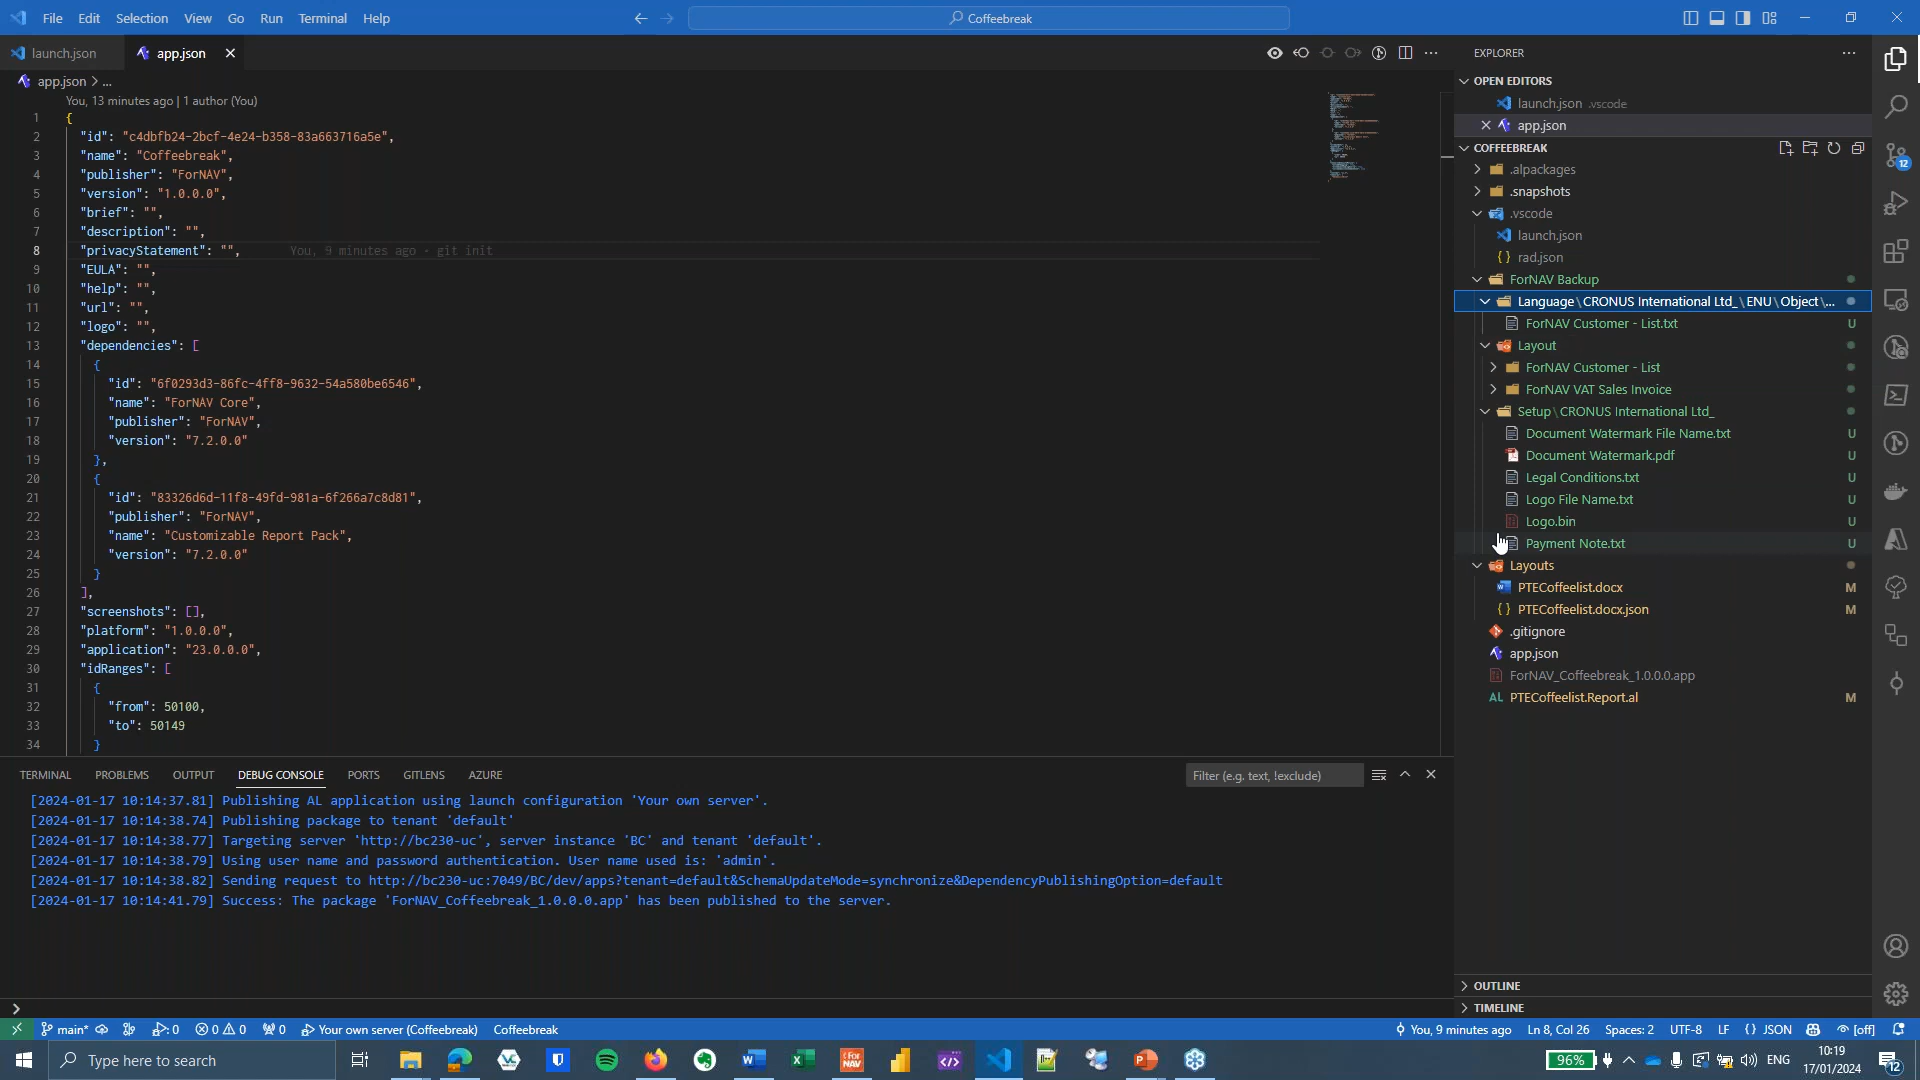 File Edit Selection View Go Run Terminal Help
Coffeebreak
launch.json
app.json
app.json > ...
You, 13 minutes ago | 1 author (You)
1 {
2 "id": "c4dbfb24-2bcf-4e24-b358-83a663716a5e",
3 "name": "Coffeebreak",
4 "publisher": "ForNAV",
5 "version": "1.0.0.0",
6 "brief": "",
7 "description": "",
8 "privacyStatement": "", You, 9 minutes ago - git init
9 "EULA": "",
10 "help": "",
11 "url": "",
12 "logo": "",
13 "dependencies": [
14 {
15 "id": "6f0293d3-86fc-4ff8-9632-54a580be6546",
16 "name": "ForNAV Core",
17 "publisher": "ForNAV",
18 "version": "7.2.0.0"
19 },
20 {
21 "id": "83326d6d-11f8-49fd-981a-6f266a7c8d81",
22 "publisher": "ForNAV",
23 "name": "Customizable Report Pack",
24 "version": "7.2.0.0"
25 }
26 ],
27 "screenshots": [],
28 "platform": "1.0.0.0",
29 "application": "23.0.0.0",
30 "idRanges": [
31 {
32 "from": 50100,
33 "to": 50149
34 }
TERMINAL PROBLEMS OUTPUT DEBUG CONSOLE PORTS GITLENS AZURE
Filter (e.g. text, !exclude)
[2024-01-17 10:14:37.81] Publishing AL application using launch configuration 'Your own server'.
[2024-01-17 10:14:38.74] Publishing package to tenant 'default'
[2024-01-17 10:14:38.77] Targeting server 'http://bc230-uc', server instance 'BC' and tenant 'default'.
[2024-01-17 10:14:38.79] Using user name and password authentication. User name used is: 'admin'.
[2024-01-17 10:14:38.82] Sending request to http://bc230-uc:7049/BC/dev/apps?tenant=default&SchemaUpdateMode=synchronize&DependencyPublishingOption=default
[2024-01-17 10:14:41.79] Success: The package 'ForNAV_Coffeebreak_1.0.0.0.app' has been published to the server.
EXPLORER
OPEN EDITORS
launch.json .vscode
app.json
COFFEEBREAK
.alpackages
.snapshots
.vscode
launch.json
rad.json
ForNAV Backup
Language\CRONUS International Ltd_\ENU\Object\...
ForNAV Customer - List.txt U
Layout
ForNAV Customer - List
ForNAV VAT Sales Invoice
Setup\CRONUS International Ltd_
Document Watermark File Name.txt U
Document Watermark.pdf U
Legal Conditions.txt U
Logo File Name.txt U
Logo.bin U
Payment Note.txt U
Layouts
PTECoffeelist.docx M
PTECoffeelist.docx.json M
.gitignore
app.json
ForNAV_Coffeebreak_1.0.0.0.app
AL PTECoffeelist.Report.al M
OUTLINE
TIMELINE
12
main* 0 0 0 0 Your own server (Coffeebreak) Coffeebreak
You, 9 minutes ago Ln 8, Col 26 Spaces: 2 UTF-8 LF {} JSON [off]
Type here to search
96% ENG
10:19
17/01/2024
12